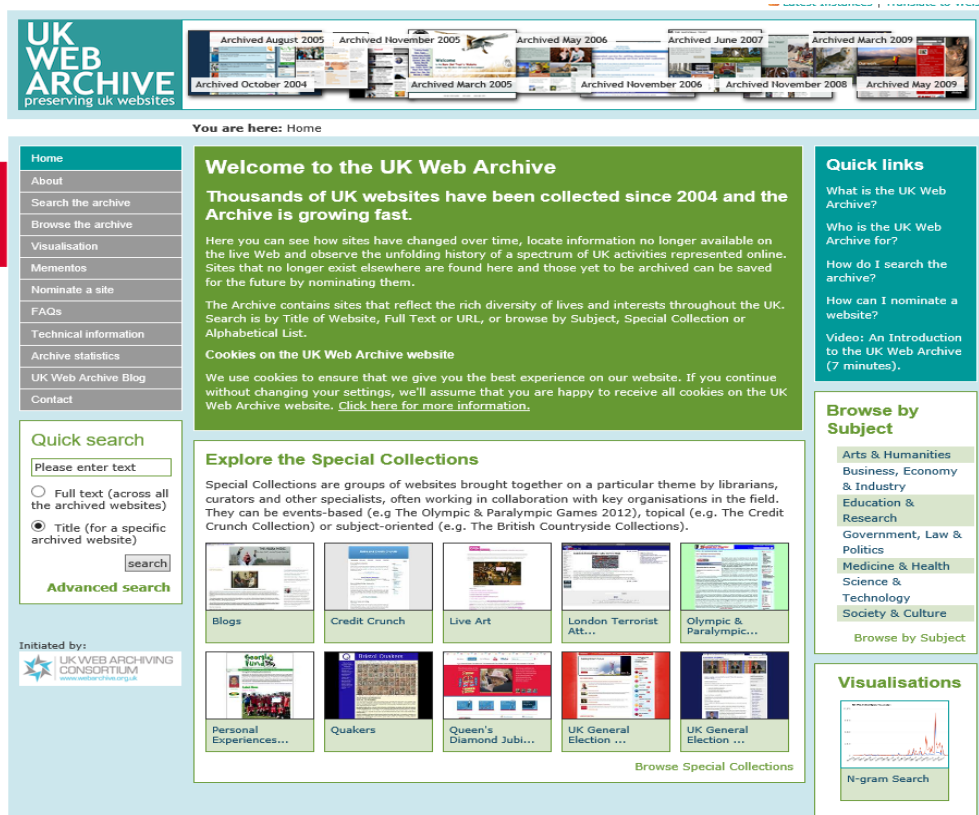 Latest Instances | Translate to
UK
WEB
ARCHIVE
preserving uk websites
Archived August 2005
Archived November 2005
Archived May 2006
Archived June 2007
Archived March 2009
Archived October 2004
Archived March 2005
Archived November 2006
Archived November 2008
Archived May 2009
You are here: Home
Home
About
Search the archive
Browse the archive
Visualisation
Mementos
Nominate a site
FAQs
Technical information
Archive statistics
UK Web Archive Blog
Contact
Quick search
Please enter text
Full text (across all
the archived websites)
Title (for a specific
archived website)
search
Advanced search
Initiated by:
UK WEB ARCHIVING
CONSORTIUM
www.webarchive.org.uk
Welcome to the UK Web Archive
Thousands of UK websites have been collected since 2004 and the
Archive is growing fast.
Here you can see how sites have changed over time, locate information no longer available on
the live Web and observe the unfolding history of a spectrum of UK activities represented online.
Sites that no longer exist elsewhere are found here and those yet to be archived can be saved
for the future by nominating them.
The Archive contains sites that reflect the rich diversity of lives and interests throughout the UK.
Search is by Title of Website, Full Text or URL, or browse by Subject, Special Collection or
Alphabetical List.
Cookies on the UK Web Archive website
We use cookies to ensure that we give you the best experience on our website. If you continue
without changing your settings, we'll assume that you are happy to receive all cookies on the UK
Web Archive website. Click here for more information.
Explore the Special Collections
Special Collections are groups of websites brought together on a particular theme by librarians,
curators and other specialists, often working in collaboration with key organisations in the field.
They can be events-based (e.g The Olympic & Paralympic Games 2012), topical (e.g. The Credit
Crunch Collection) or subject-oriented (e.g. The British Countryside Collections).
Blogs
Credit Crunch
Live Art
London Terrorist
Att...
Olympic &
Paralympic...
Bristol Quakers
Personal
Experiences...
Quakers
Queen's
Diamond Jubi...
UK General
Election ...
UK General
Election ...
Browse Special Collections
Quick links
What is the UK Web
Archive?
Who is the UK Web
Archive for?
How do I search the
archive?
How can I nominate a
website?
Video: An Introduction
to the UK Web Archive
(7 minutes).
Browse by
Subject
Arts & Humanities
Business, Economy
& Industry
Education &
Research
Government, Law &
Politics
Medicine & Health
Science &
Technology
Society & Culture
Browse by Subject
Visualisations
N-gram Search